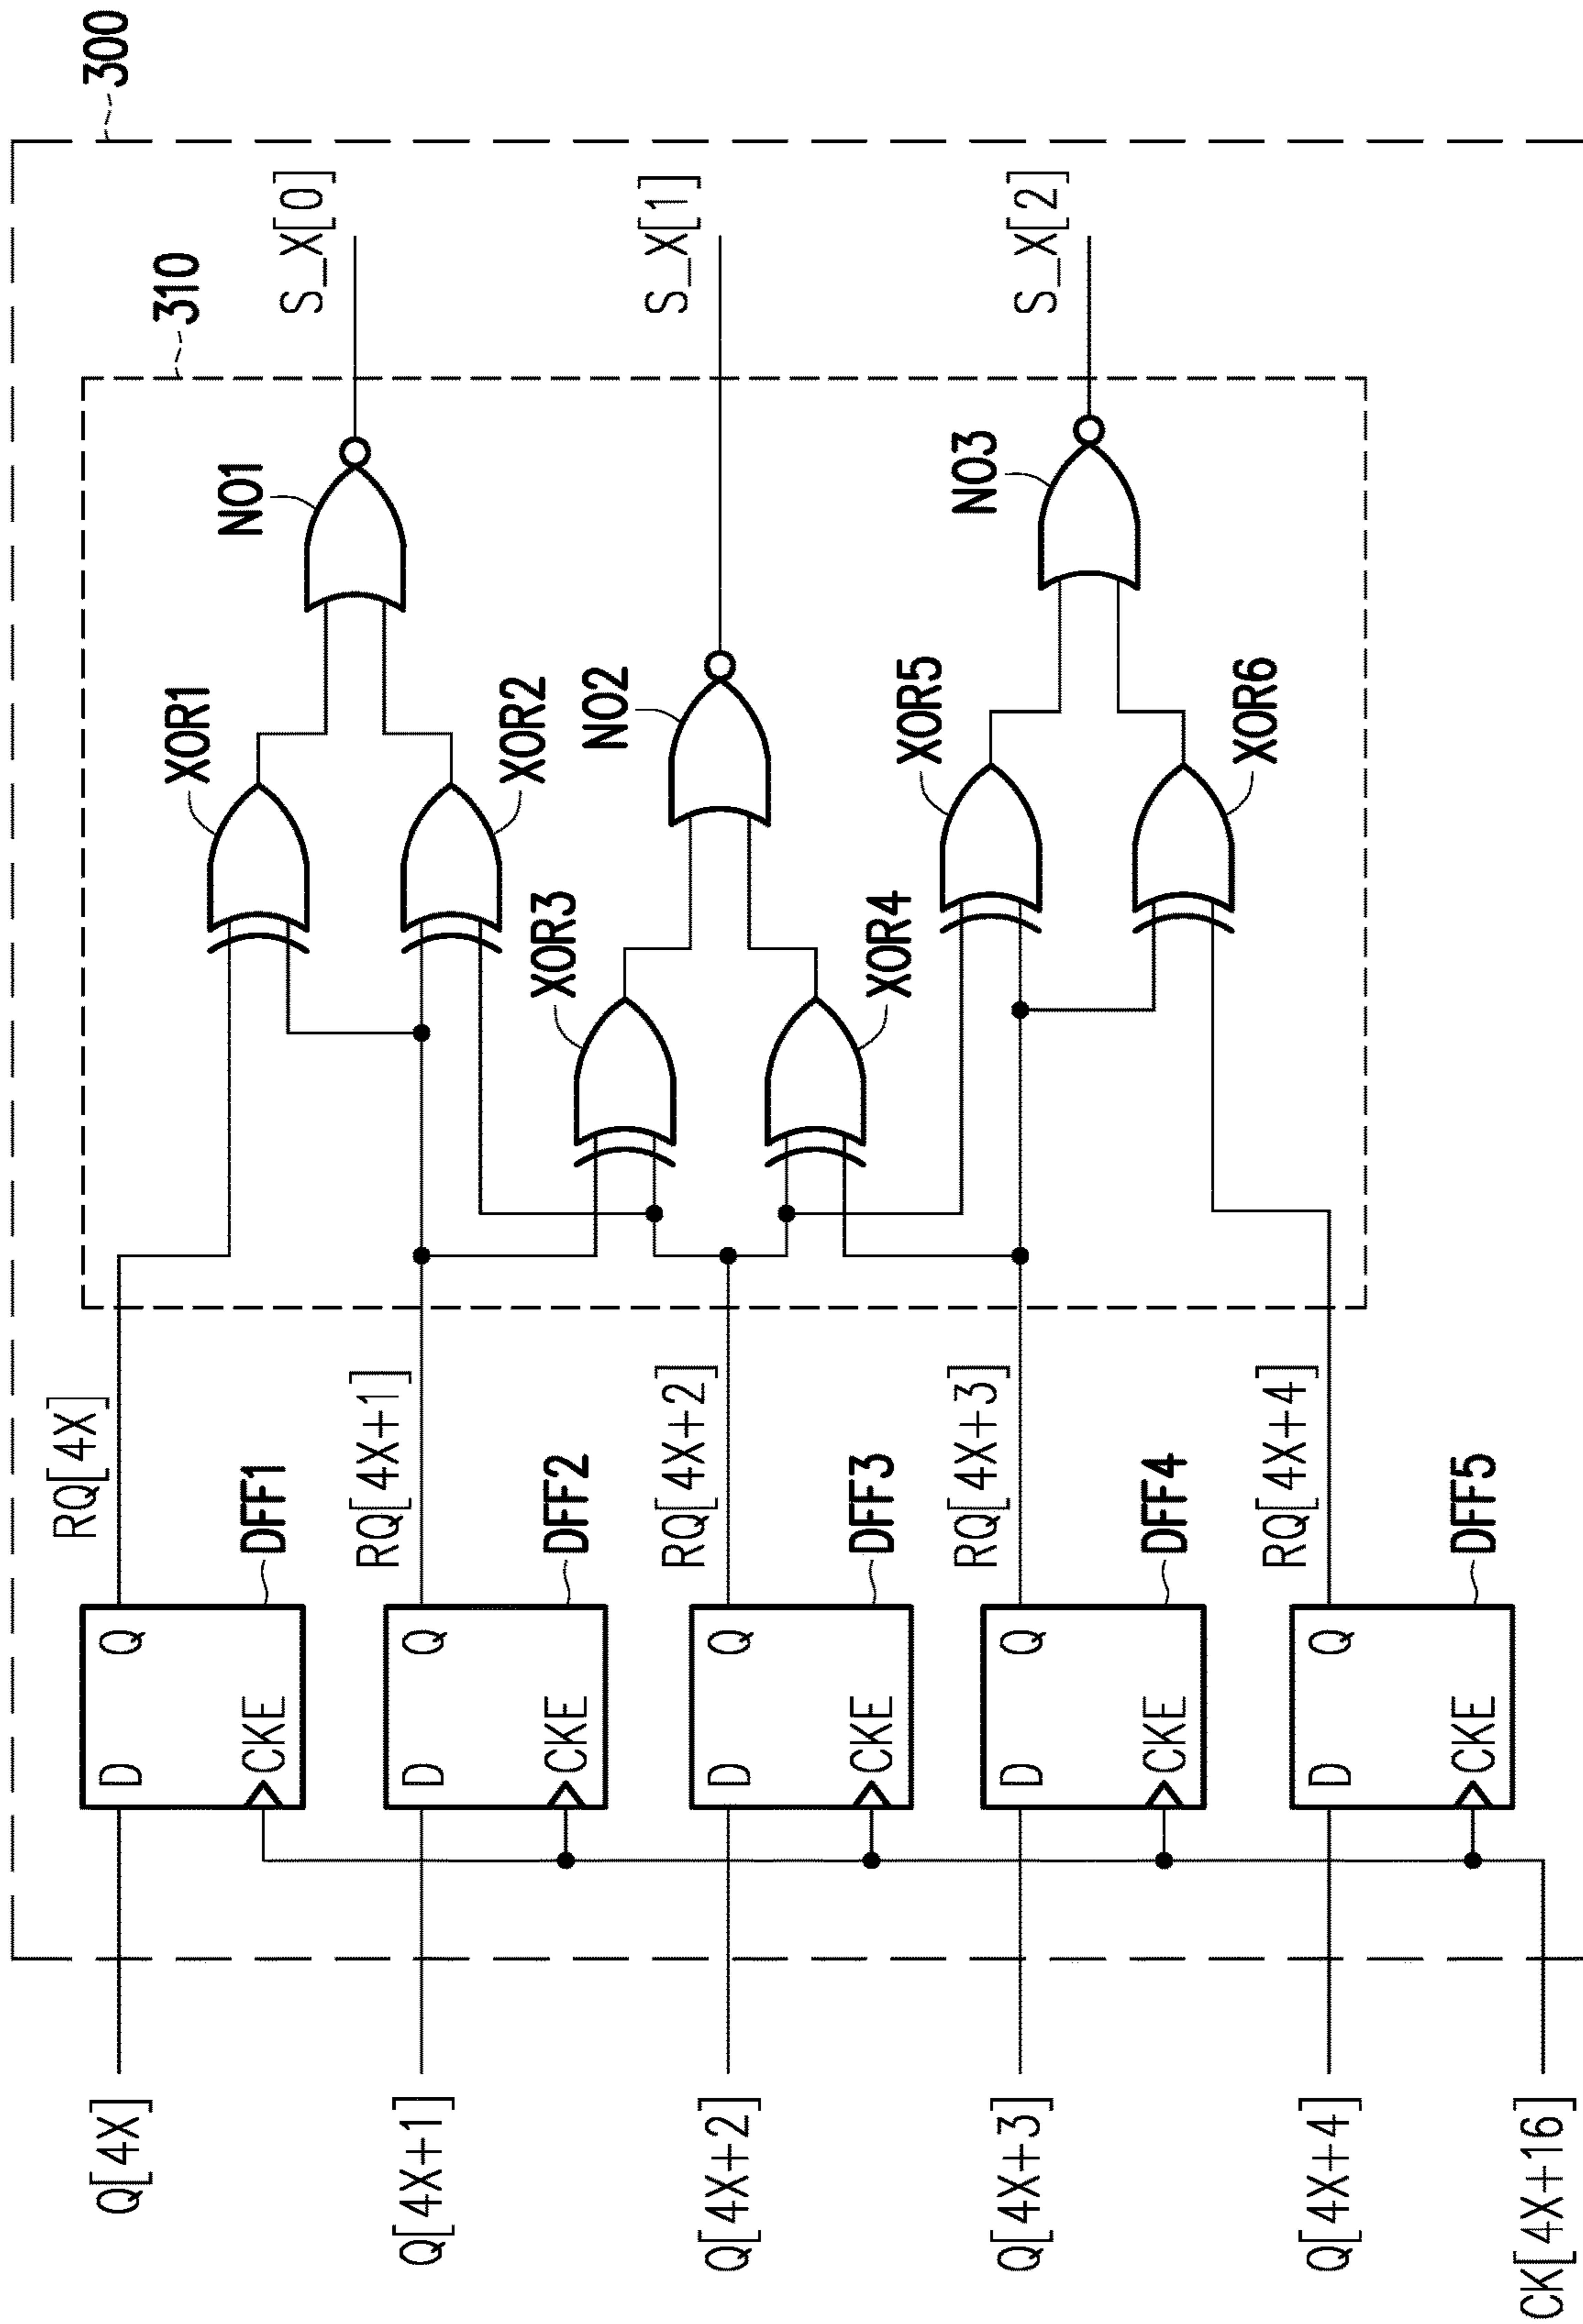 300
310
Q[4X]
D
Q
CKE
DFF1
RQ[4X]
XOR1
NO1
S_X[0]
Q[4X+1]
D
Q
CKE
DFF2
RQ[4X+1]
XOR2
Q[4X+2]
D
Q
CKE
DFF3
RQ[4X+2]
XOR3
NO2
S_X[1]
XOR4
Q[4X+3]
D
Q
CKE
DFF4
RQ[4X+3]
XOR5
NO3
S_X[2]
XOR6
Q[4X+4]
D
Q
CKE
DFF5
RQ[4X+4]
CK[4X+16]